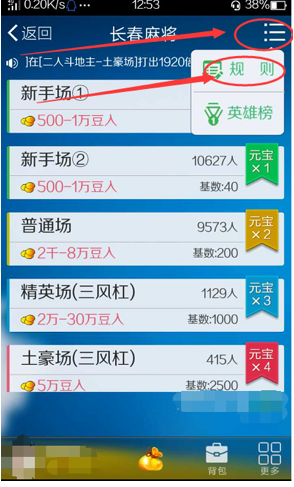 0.20K/s 12:53 38%
返回 长春麻将
]在[二人斗地主-土豪场]打出1920倍
规 则
英雄榜
新手场①
500-1万豆入
新手场② 10627人 元宝
×1
500-1万豆入 基数:40
普通场 9573人 元宝
×2
2千-8万豆入 基数:200
精英场(三风杠) 1129人 元宝
×3
2万-30万豆入 基数:1000
土豪场(三风杠) 415人 元宝
×4
5万豆入 基数:2500
背包 更多